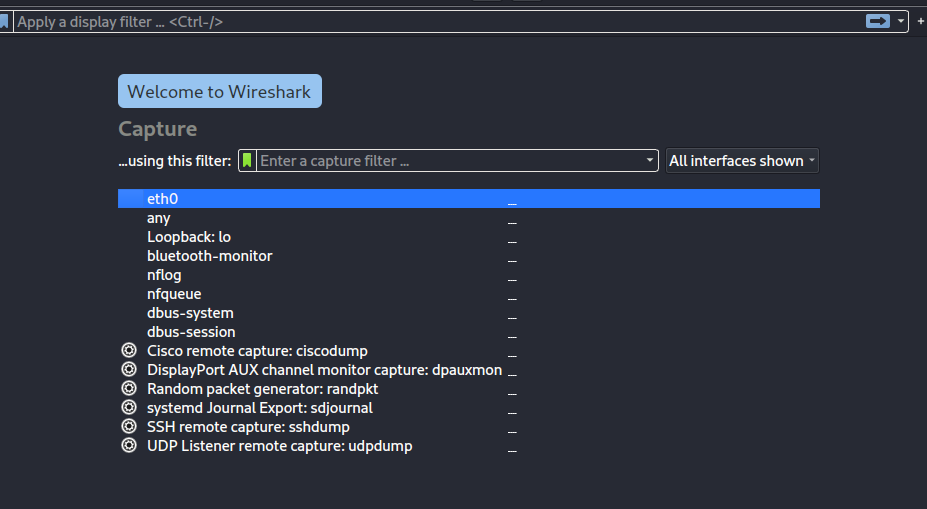 Apply a display filter ... <Ctrl-/>
+
Welcome to Wireshark
Capture
...using this filter: Enter a capture filter ... All interfaces shown
eth0
any
Loopback: lo
bluetooth-monitor
nflog
nfqueue
dbus-system
dbus-session
Cisco remote capture: ciscodump
DisplayPort AUX channel monitor capture: dpauxmon
Random packet generator: randpkt
systemd Journal Export: sdjournal
SSH remote capture: sshdump
UDP Listener remote capture: udpdump